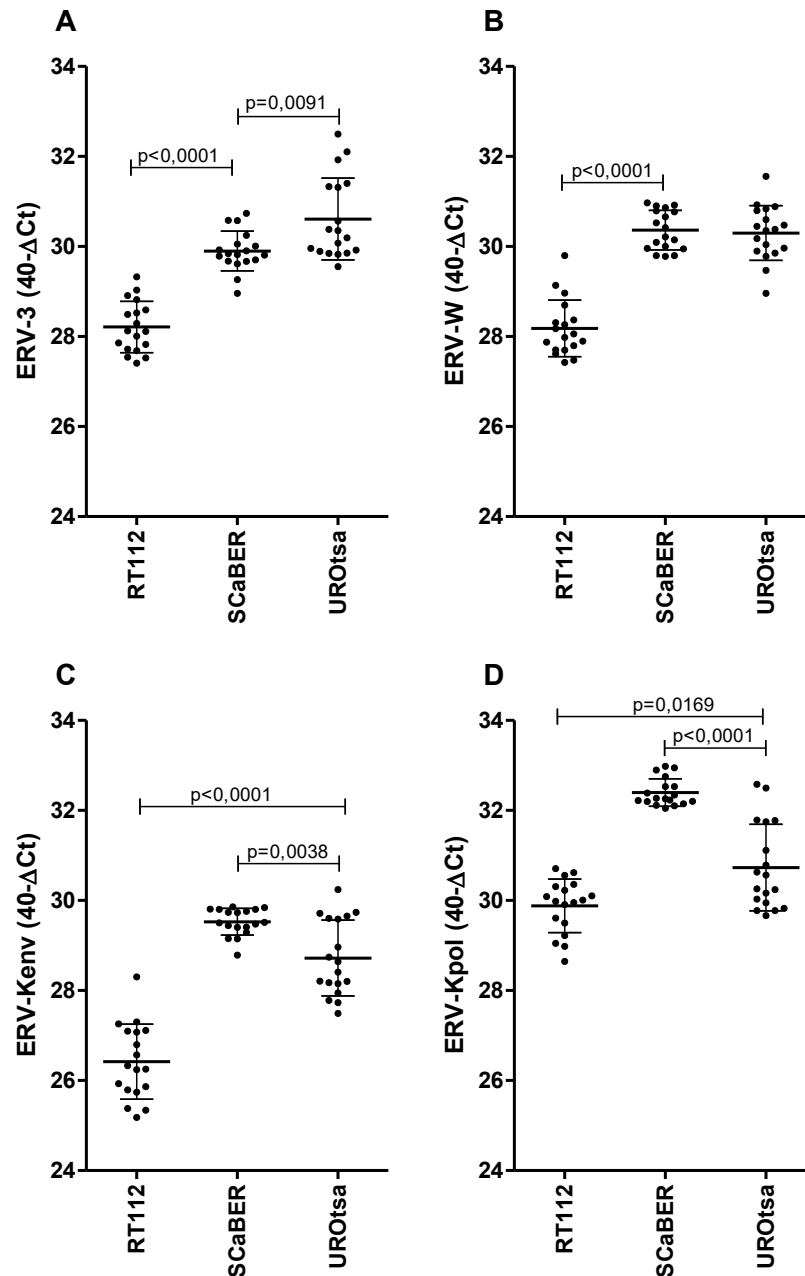 A
ERV-3 (40-ΔCt)
34
32
30
28
26
24
p<0,0001
p=0,0091
RT112
SCaBER
UROtsa
B
ERV-W (40-ΔCt)
34
32
30
28
26
24
p<0,0001
RT112
SCaBER
UROtsa
C
ERV-Kenv (40-ΔCt)
34
32
30
28
26
24
p<0,0001
p=0,0038
RT112
SCaBER
UROtsa
D
ERV-Kpol (40-ΔCt)
34
32
30
28
26
24
p=0,0169
p<0,0001
RT112
SCaBER
UROtsa